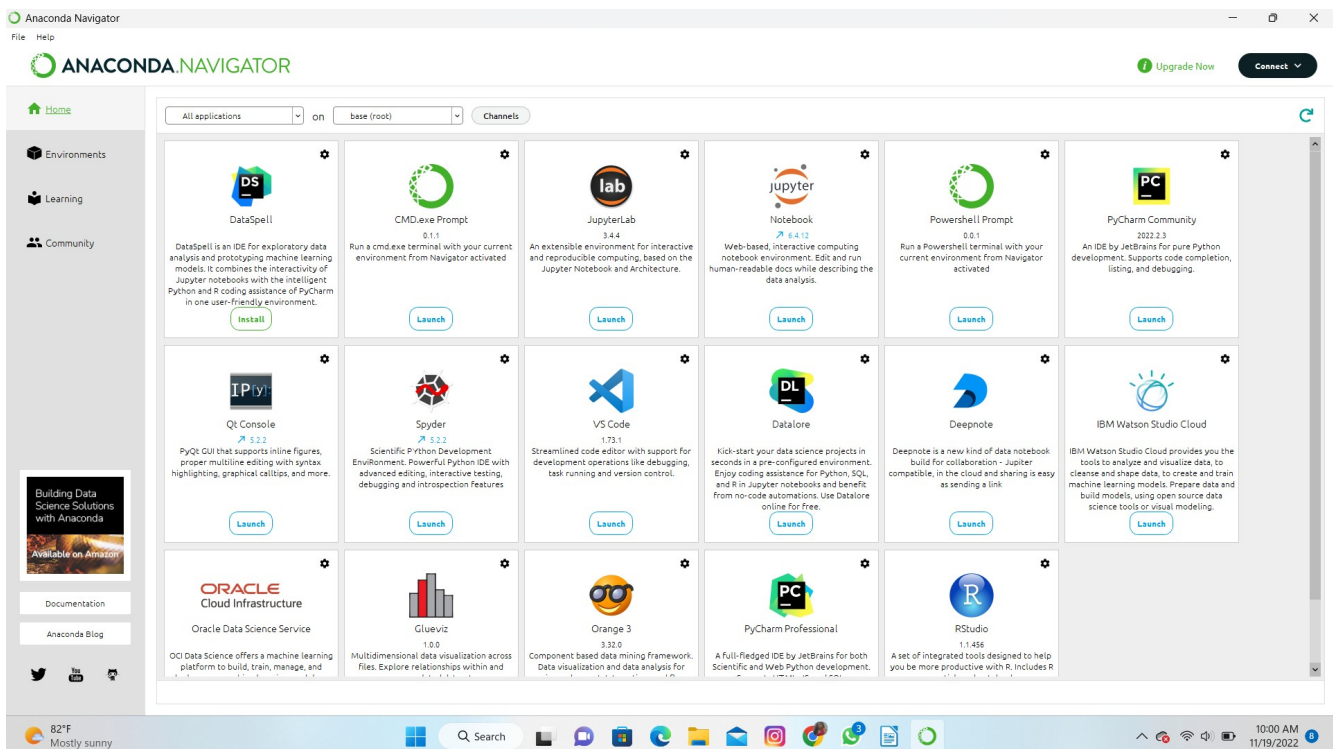 Anaconda Navigator
File Help
ANACONDA.NAVIGATOR
Upgrade Now
Connect
Home
Environments
Learning
Community
All applications on base (root) Channels
DS
DataSpell
DataSpell is an IDE for exploratory data
analysis and prototyping machine learning
models. It combines the interactivity of
Jupyter notebooks with the intelligent
Python and R coding assistance of PyCharm
in one user-friendly environment.
Install
CMD.exe Prompt
0.1.1
Run a cmd.exe terminal with your current
environment from Navigator activated
Launch
lab
JupyterLab
3.4.4
An extensible environment for interactive
and reproducible computing, based on the
Jupyter Notebook and Architecture.
Launch
jupyter
Notebook
6.4.12
Web-based, interactive computing
notebook environment. Edit and run
human-readable docs while describing the
data analysis.
Launch
Powershell Prompt
0.0.1
Run a Powershell terminal with your
current environment from Navigator
activated
Launch
PC
PyCharm Community
2022.2.3
An IDE by JetBrains for pure Python
development. Supports code completion,
listing, and debugging.
Launch
IP[y]
Qt Console
5.2.2
PyQt GUI that supports inline figures,
proper multiline editing with syntax
highlighting, graphical calltips, and more.
Launch
Spyder
5.2.2
Scientific PYthon Development
EnviRonment. Powerful Python IDE with
advanced editing, interactive testing,
debugging and introspection features
Launch
VS Code
1.73.1
Streamlined code editor with support for
development operations like debugging,
task running and version control.
Launch
DL
Datalore
Kick-start your data science projects in
seconds in a pre-configured environment.
Enjoy coding assistance for Python, SQL,
and R in Jupyter notebooks and benefit
from no-code automations. Use Datalore
online for free.
Launch
Deepnote
Deepnote is a new kind of data notebook
build for collaboration - Jupiter
compatible, in the cloud and sharing is easy
as sending a link
Launch
IBM Watson Studio Cloud
IBM Watson Studio Cloud provides you the
tools to analyze and visualize data, to
cleanse and shape data, to create and train
machine learning models. Prepare data and
build models, using open source data
science tools or visual modeling.
Launch
ORACLE
Cloud Infrastructure
Oracle Data Science Service
OCI Data Science offers a machine learning
platform to build, train, manage, and
Glueviz
1.0.0
Multidimensional data visualization across
files. Explore relationships within and
Orange 3
3.32.0
Component based data mining framework.
Data visualization and data analysis for
PC
PyCharm Professional
A full-fledged IDE by JetBrains for both
Scientific and Web Python development.
R
RStudio
1.1.456
A set of integrated tools designed to help
you be more productive with R. Includes R
Building Data
Science Solutions
with Anaconda
Available on Amazon
Documentation
Anaconda Blog
You
Tube
82°F
Mostly sunny
Search
3
10:00 AM
11/19/2022
8